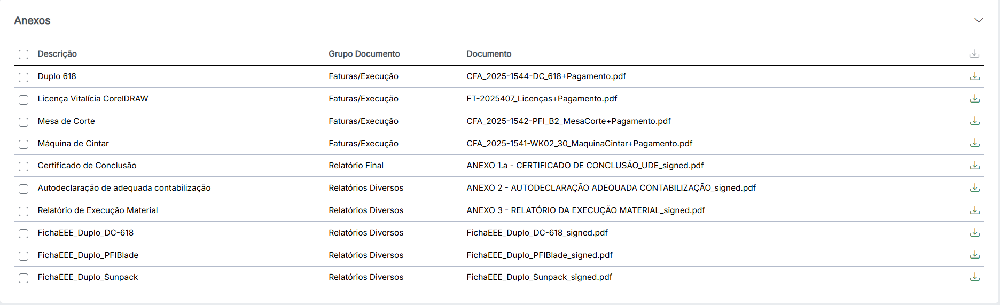 Anexos
Descrição Grupo Documento Documento
Duplo 618 Faturas/Execução CFA_2025-1544-DC_618+Pagamento.pdf
Licença Vitalícia CorelDRAW Faturas/Execução FT-2025407_Licenças+Pagamento.pdf
Mesa de Corte Faturas/Execução CFA_2025-1542-PFI_B2_MesaCorte+Pagamento.pdf
Máquina de Cintar Faturas/Execução CFA_2025-1541-WK02_30_MaquinaCintar+Pagamento.pdf
Certificado de Conclusão Relatório Final ANEXO 1.a - CERTIFICADO DE CONCLUSÃO_UDE_signed.pdf
Autodeclaração de adequada contabilização Relatórios Diversos ANEXO 2 - AUTODECLARAÇÃO ADEQUADA CONTABILIZAÇÃO_signed.pdf
Relatório de Execução Material Relatórios Diversos ANEXO 3 - RELATÓRIO DA EXECUÇÃO MATERIAL_signed.pdf
FichaEEE_Duplo_DC-618 Relatórios Diversos FichaEEE_Duplo_DC-618_signed.pdf
FichaEEE_Duplo_PFIBlade Relatórios Diversos FichaEEE_Duplo_PFIBlade_signed.pdf
FichaEEE_Duplo_Sunpack Relatórios Diversos FichaEEE_Duplo_Sunpack_signed.pdf